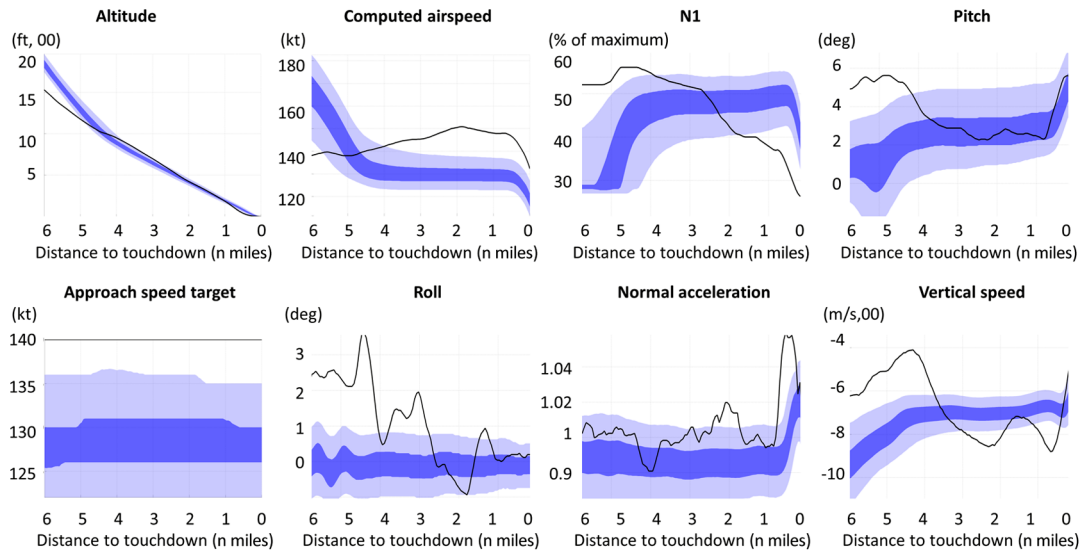 Altitude
(ft, 00)
20
15
10
5
6 5 4 3 2 1 0
Distance to touchdown (n miles)
Computed airspeed
(kt)
180
160
140
120
6 5 4 3 2 1 0
Distance to touchdown (n miles)
N1
(% of maximum)
60
50
40
30
6 5 4 3 2 1 0
Distance to touchdown (n miles)
Pitch
(deg)
6
4
2
0
6 5 4 3 2 1 0
Distance to touchdown (n miles)
Approach speed target
(kt)
140
135
130
125
6 5 4 3 2 1 0
Distance to touchdown (n miles)
Roll
(deg)
3
2
1
0
6 5 4 3 2 1 0
Distance to touchdown (n miles)
Normal acceleration
1.04
1.02
1
0.9
6 5 4 3 2 1 0
Distance to touchdown (n miles)
Vertical speed
(m/s,00)
-4
-6
-8
-10
6 5 4 3 2 1 0
Distance to touchdown (n miles)